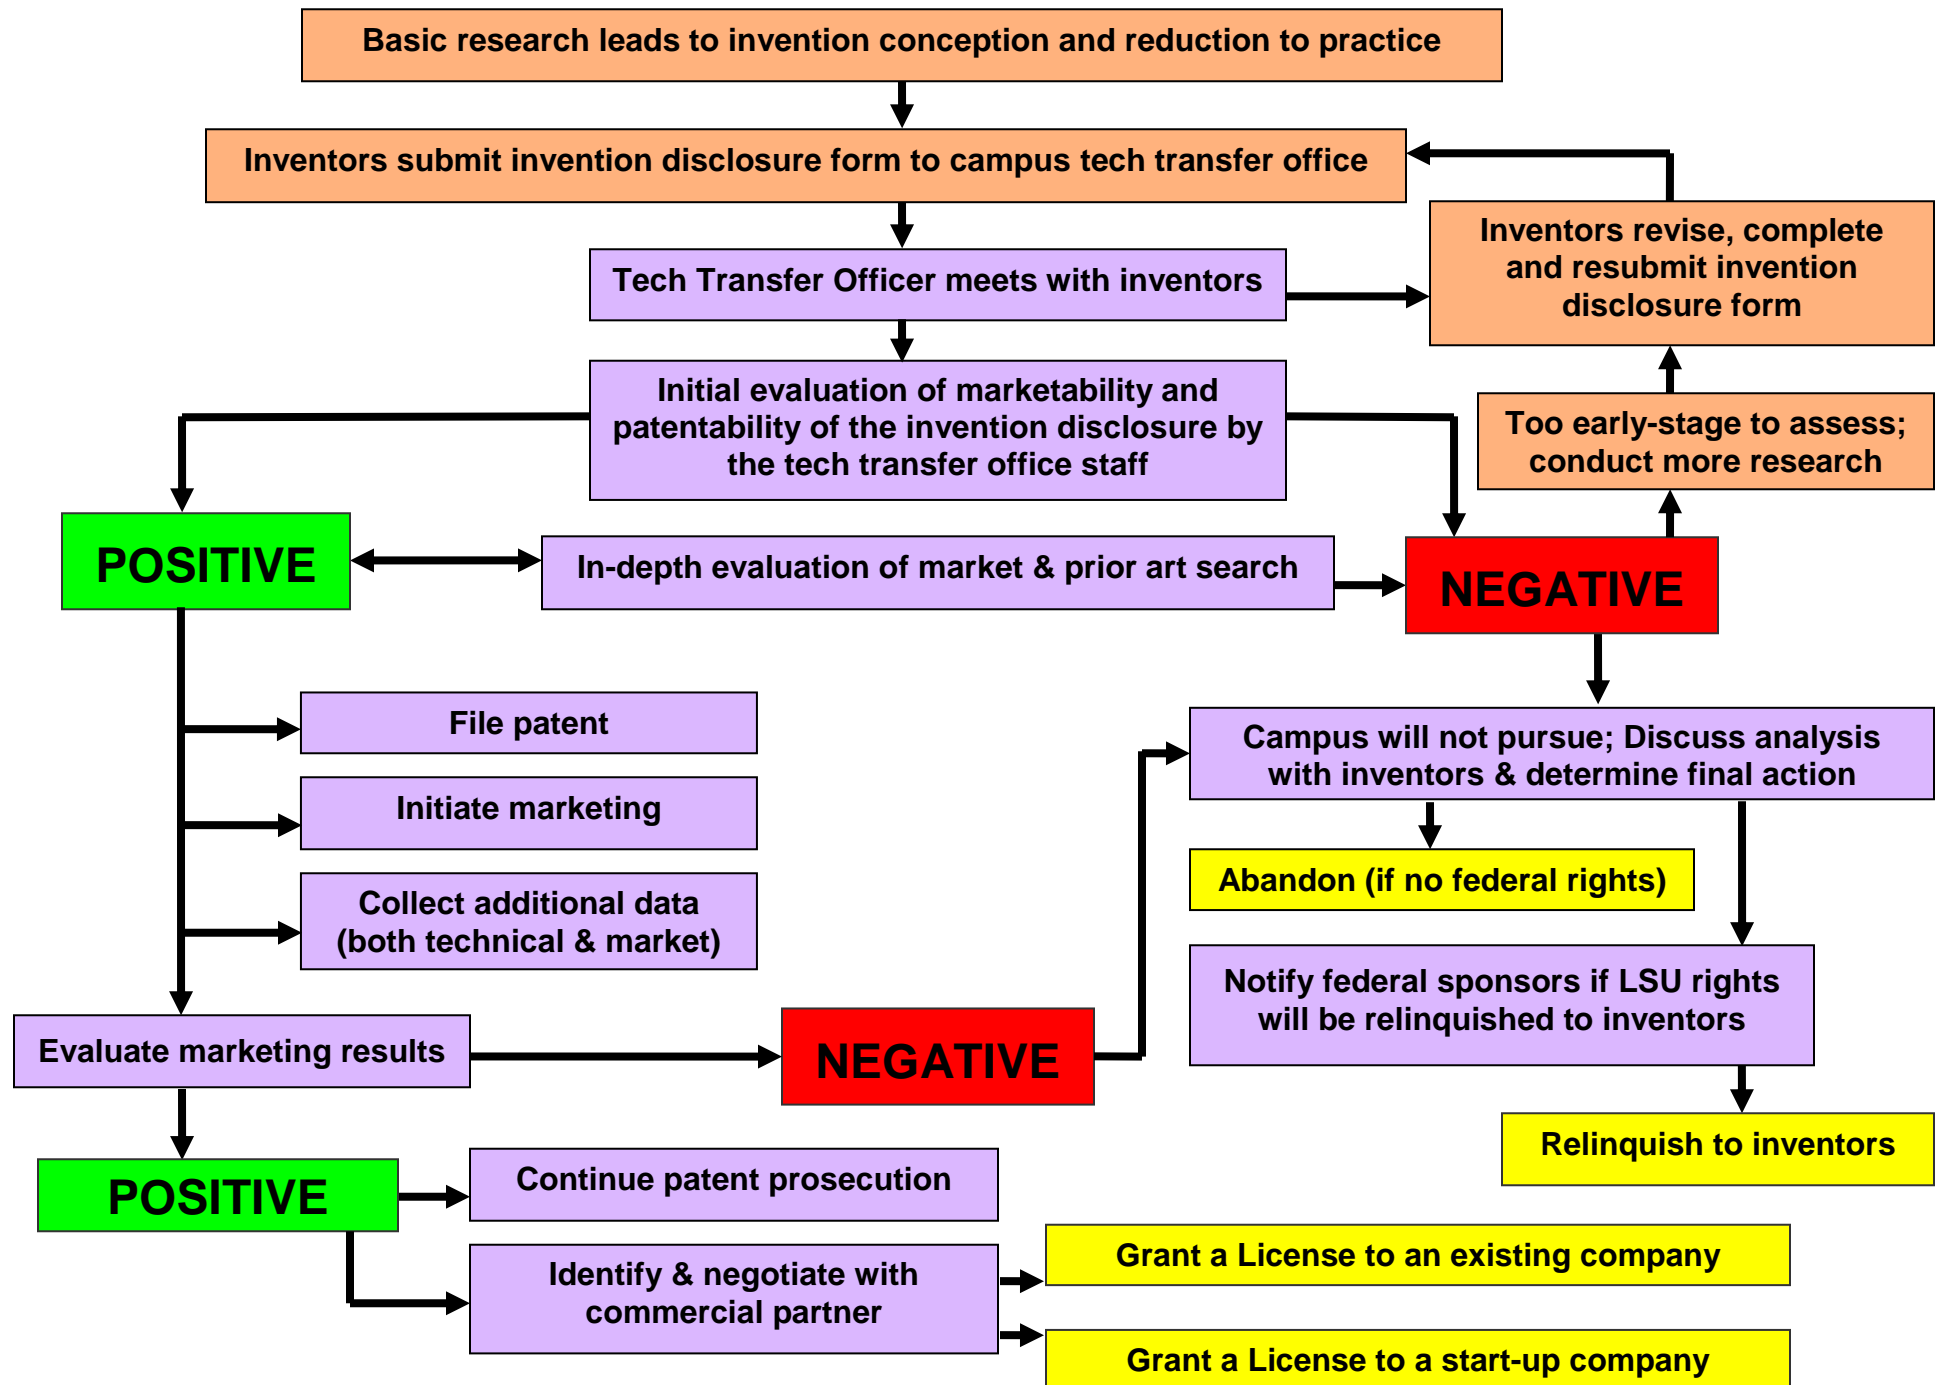 Basic research leads to invention conception and reduction to practice
Inventors submit invention disclosure form to campus tech transfer office
Inventors revise, complete
and resubmit invention
disclosure form
Tech Transfer Officer meets with inventors
Initial evaluation of marketability and
patentability of the invention disclosure by
the tech transfer office staff
Too early-stage to assess;
conduct more research
POSITIVE
In-depth evaluation of market & prior art search
NEGATIVE
File patent
Campus will not pursue; Discuss analysis
with inventors & determine final action
Initiate marketing
Abandon (if no federal rights)
Collect additional data
(both technical & market)
Notify federal sponsors if LSU rights
will be relinquished to inventors
Evaluate marketing results
NEGATIVE
Relinquish to inventors
POSITIVE
Continue patent prosecution
Identify & negotiate with
commercial partner
Grant a License to an existing company
Grant a License to a start-up company